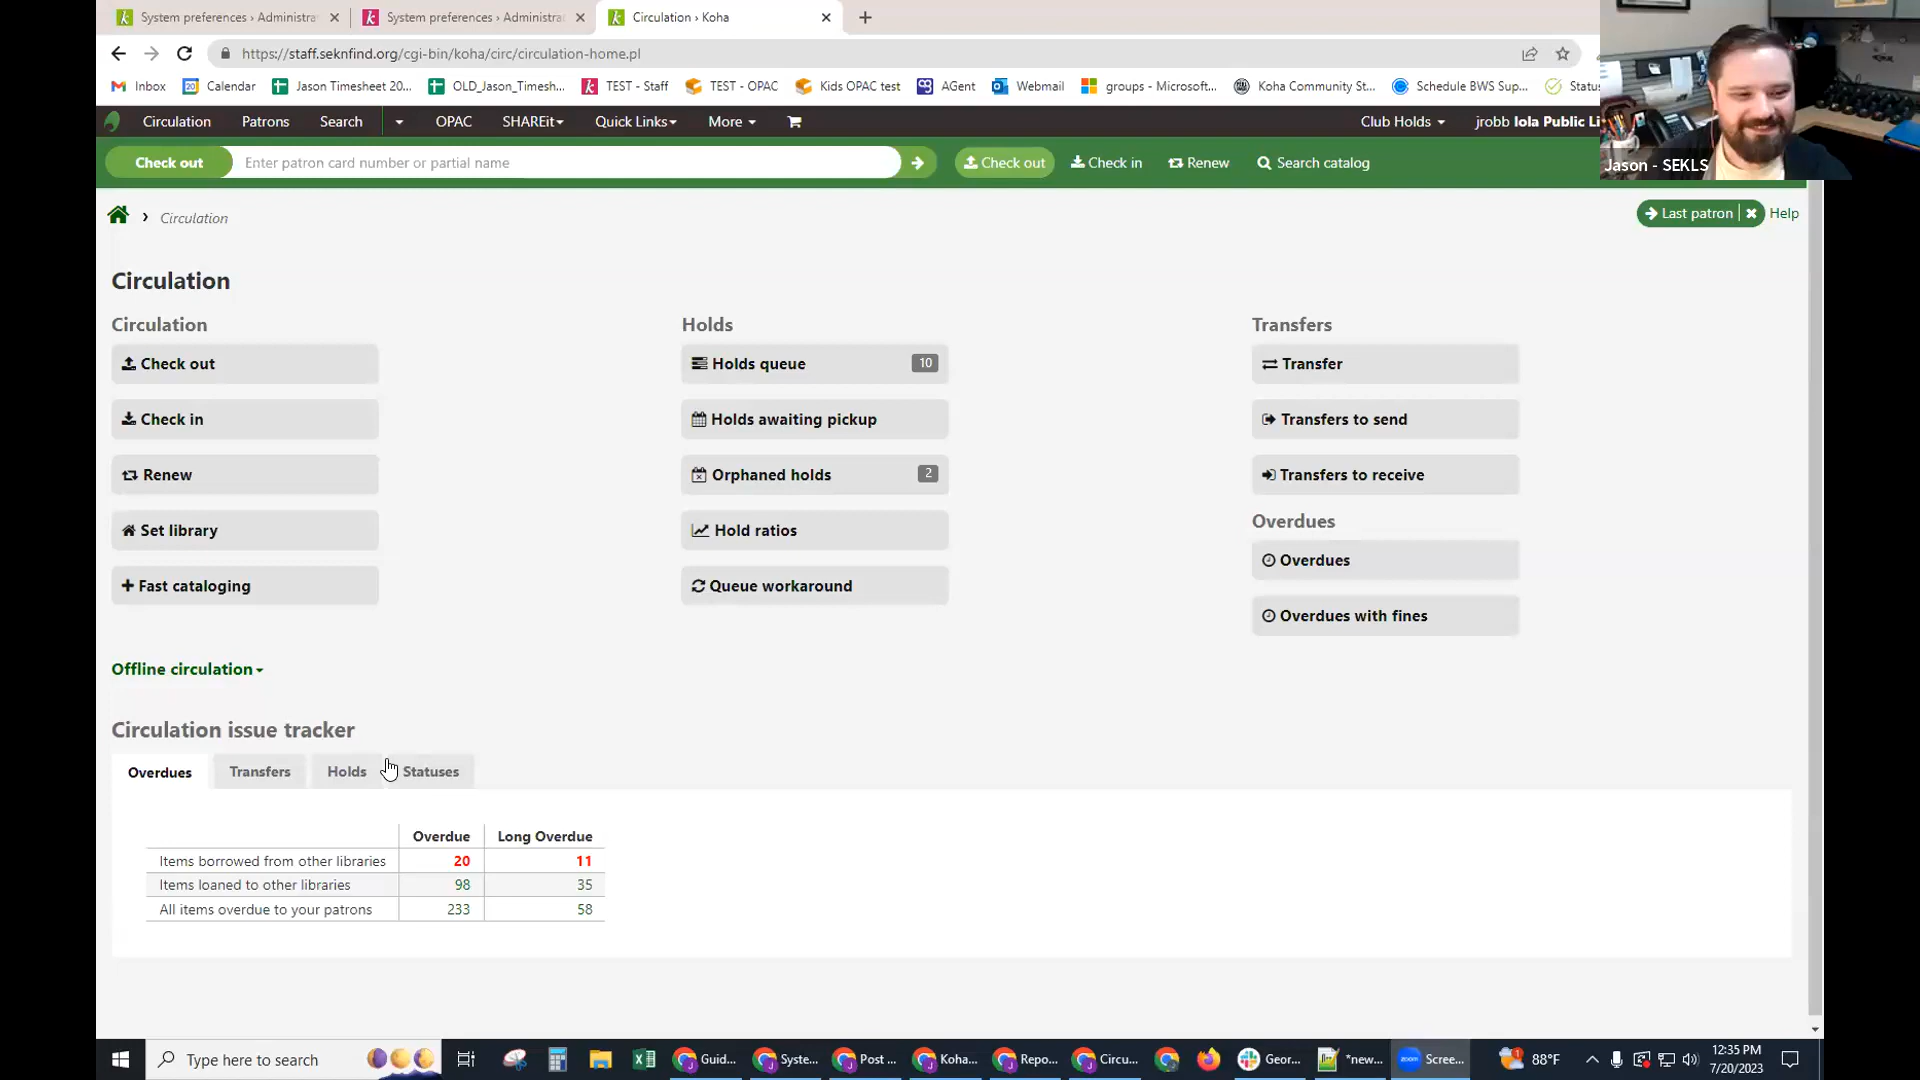 System preferences › Administra
System preferences › Administra
Circulation › Koha
https://staff.seknfind.org/cgi-bin/koha/circ/circulation-home.pl
Inbox Calendar Jason Timesheet 20... OLD_Jason_Timesh... TEST - Staff TEST - OPAC Kids OPAC test AGent Webmail groups - Microsoft... Koha Community St... Schedule BWS Sup... Statu
Circulation Patrons Search OPAC SHAREit Quick Links More Club Holds jrobb Iola Public Li
Check out Enter patron card number or partial name Check out Check in Renew Search catalog
Jason - SEKLS
Circulation
Last patron Help
Circulation
Circulation
Check out
Check in
Renew
Set library
Fast cataloging
Holds
Holds queue 10
Holds awaiting pickup
Orphaned holds 2
Hold ratios
Queue workaround
Transfers
Transfer
Transfers to send
Transfers to receive
Overdues
Overdues
Overdues with fines
Offline circulation
Circulation issue tracker
Overdues Transfers Holds Statuses
Overdue Long Overdue
Items borrowed from other libraries 20 11
Items loaned to other libraries 98 35
All items overdue to your patrons 233 58
Type here to search Guid... Syste... Post ... Koha... Repo... Circu... Geor... *new... zoom Scree... 88°F
12:35 PM
7/20/2023